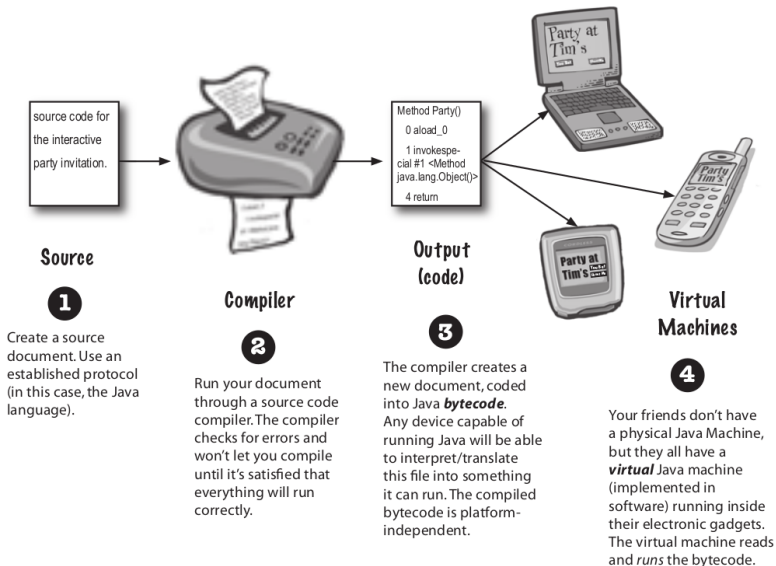 source code for
the interactive
party invitation.
Method Party()
0 aload_0
1 invokespe-
cial #1 <Method
java.lang.Object()>
4 return
Party at
Tim's
Party
Tim's
Party at
Tim's
Source
Compiler
Output
(code)
Virtual
Machines
1
Create a source
document. Use an
established protocol
(in this case, the Java
language).
2
Run your document
through a source code
compiler. The compiler
checks for errors and
won't let you compile
until it's satisfied that
everything will run
correctly.
3
The compiler creates a
new document, coded
into Java bytecode.
Any device capable of
running Java will be able
to interpret/translate
this file into something
it can run. The compiled
bytecode is platform-
independent.
4
Your friends don't have
a physical Java Machine,
but they all have a
virtual Java machine
(implemented in
software) running inside
their electronic gadgets.
The virtual machine reads
and runs the bytecode.